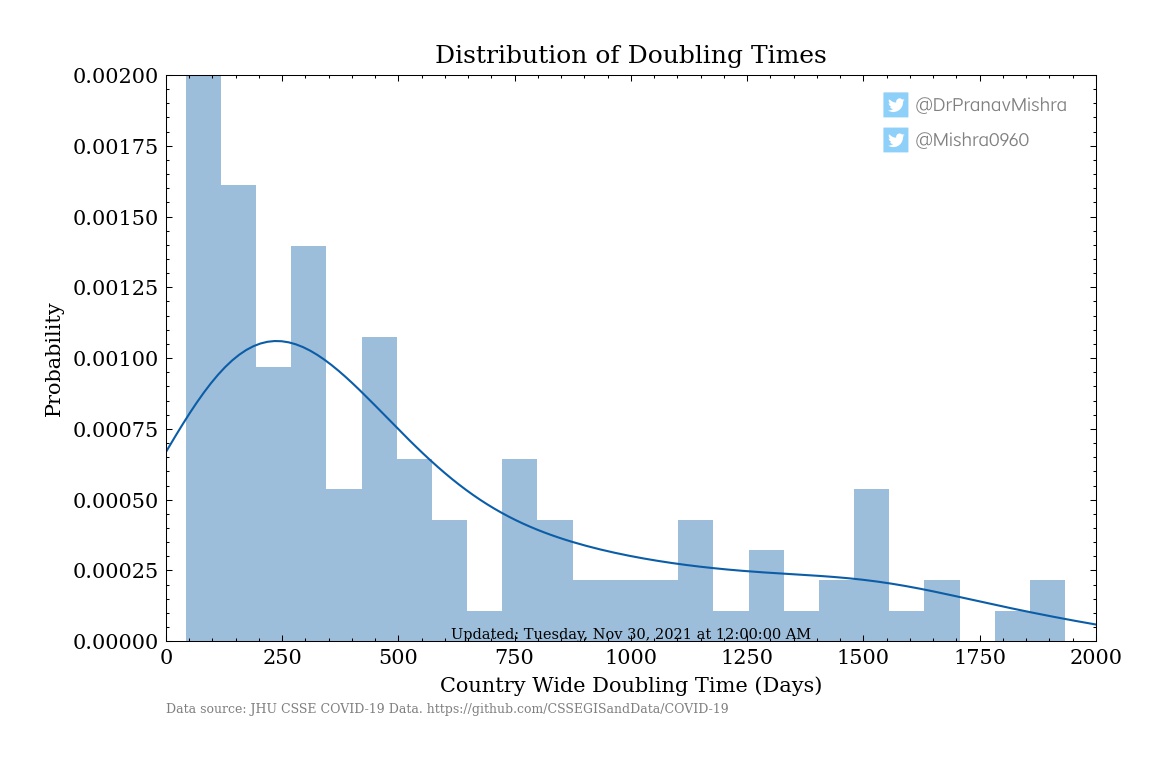 Distribution of Doubling Times
0.00200
0.00175
0.00150
0.00125
0.00100
0.00075
0.00050
0.00025
0.00000
Probability
@DrPranavMishra
@Mishra0960
Updated: Tuesday, Nov 30, 2021 at 12:00:00 AM
0 250 500 750 1000 1250 1500 1750 2000
Country Wide Doubling Time (Days)
Data source: JHU CSSE COVID-19 Data. https://github.com/CSSEGISandData/COVID-19